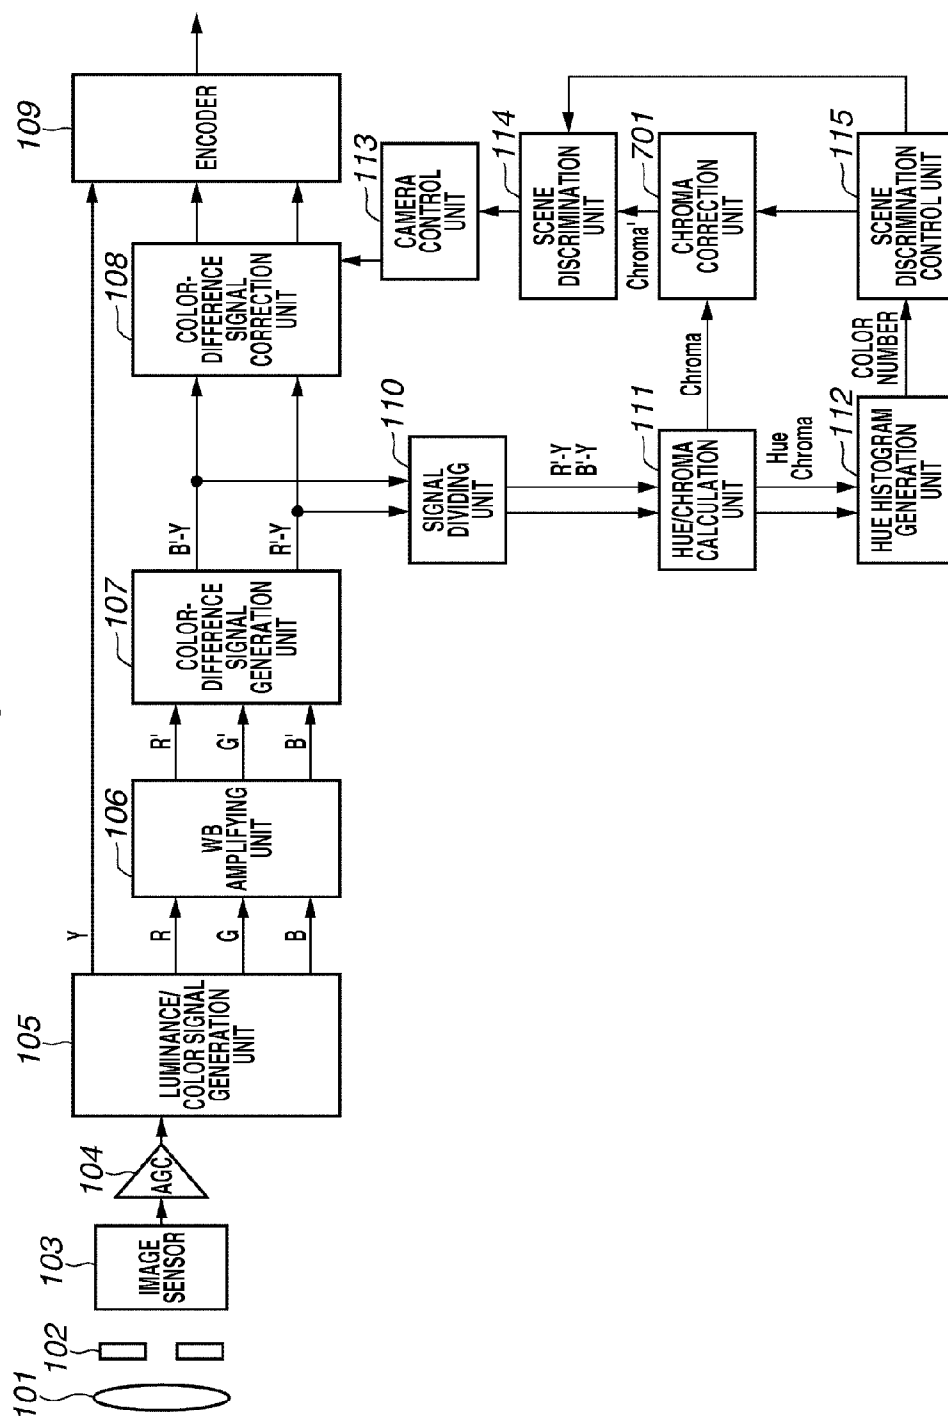 101
102
103
IMAGE
SENSOR
104
AGC
105
LUMINANCE/
COLOR SIGNAL
GENERATION
UNIT
Y
R
G
B
106
WB
AMPLIFYING
UNIT
R'
G'
B'
107
COLOR-
DIFFERENCE
SIGNAL
GENERATION
UNIT
B'-Y
R'-Y
108
COLOR-
DIFFERENCE
SIGNAL
CORRECTION
UNIT
109
ENCODER
110
SIGNAL
DIVIDING
UNIT
R'-Y
B'-Y
111
HUE/CHROMA
CALCULATION
UNIT
Chroma
Hue
Chroma
112
HUE HISTOGRAM
GENERATION
UNIT
COLOR
NUMBER
113
CAMERA
CONTROL
UNIT
114
SCENE
DISCRIMINATION
UNIT
Chroma'
701
CHROMA
CORRECTION
UNIT
115
SCENE
DISCRIMINATION
CONTROL UNIT